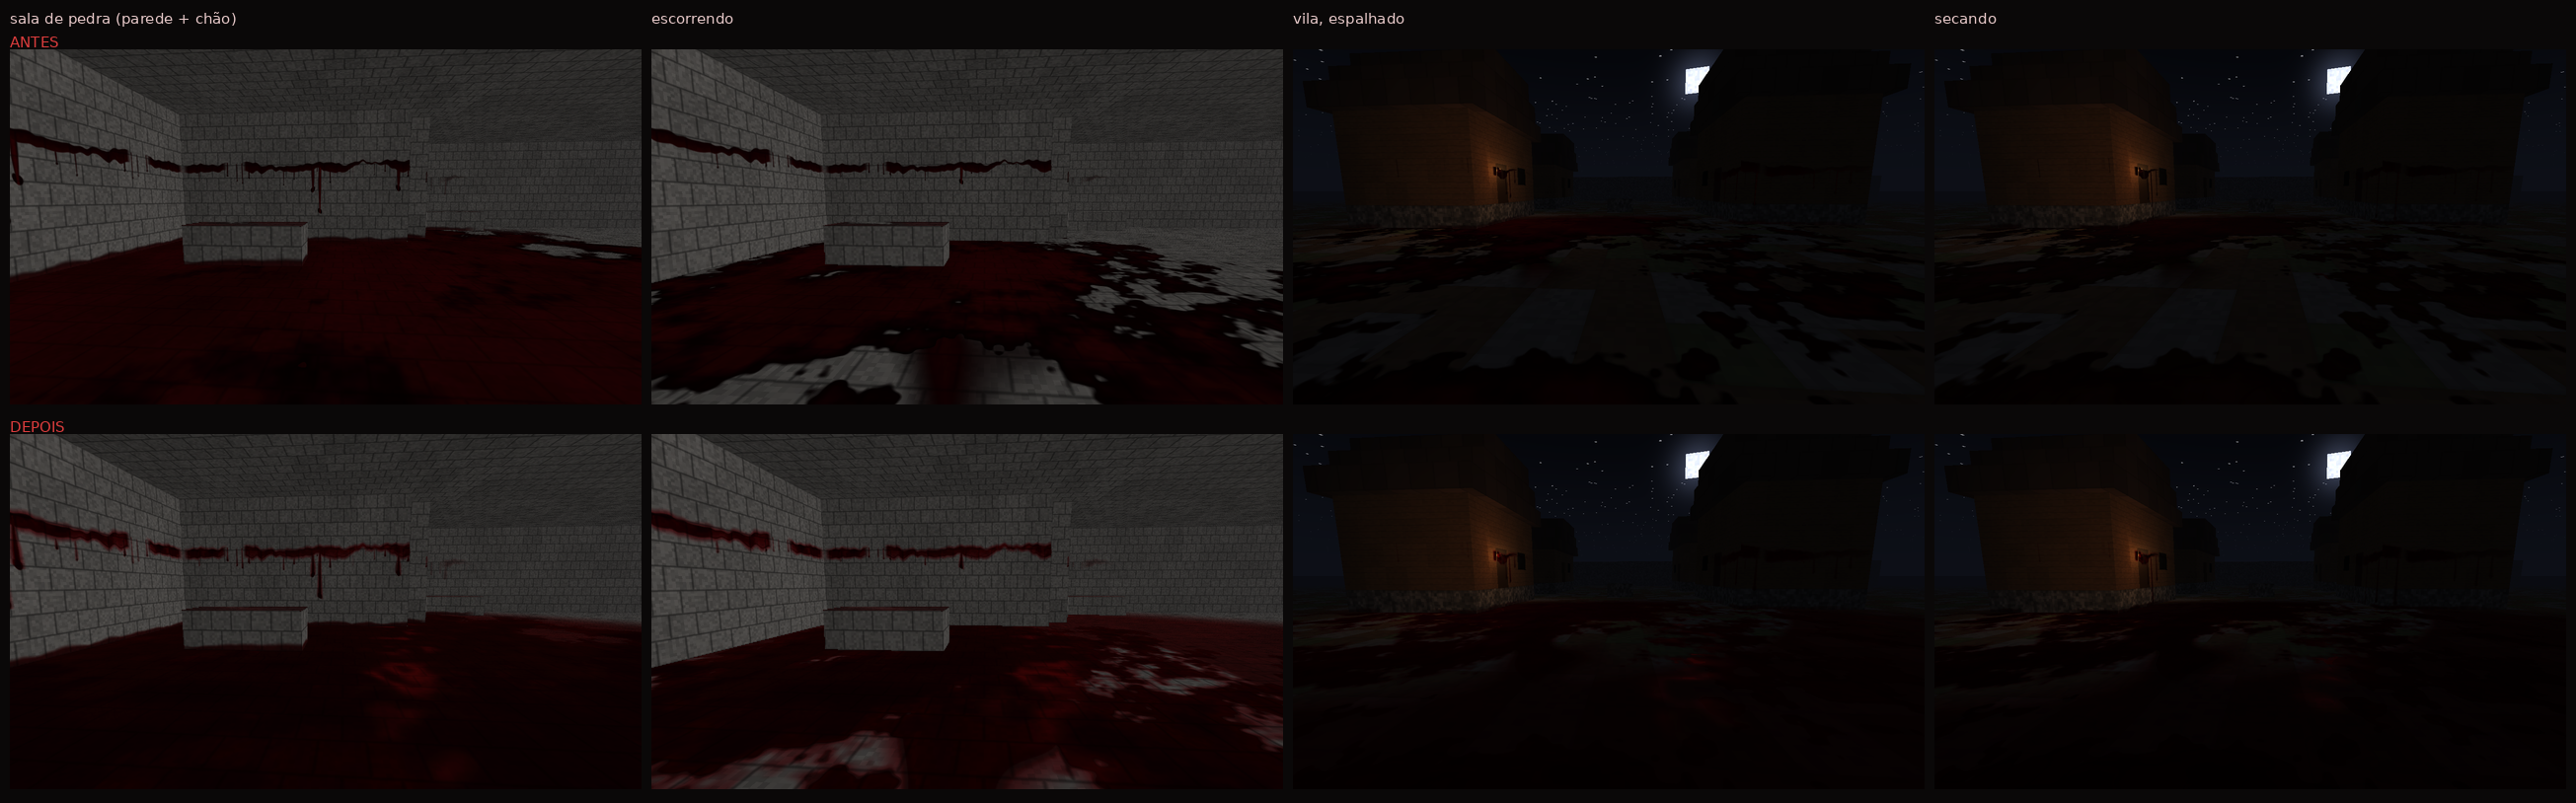 sala de pedra (parede + chão)
escorrendo
vila, espalhado
secando
ANTES
DEPOIS